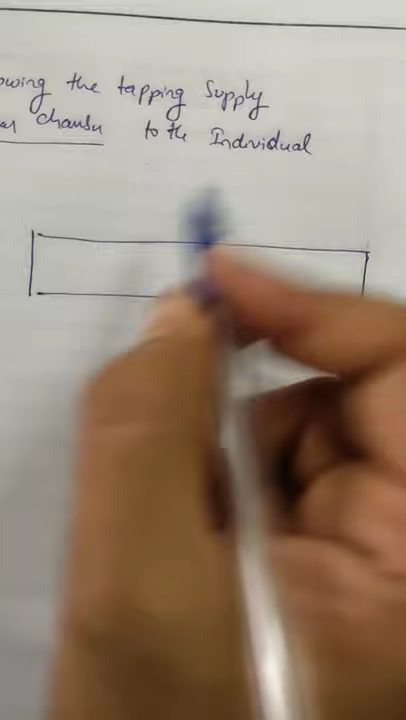 owing the tapping Supply
to the Individual